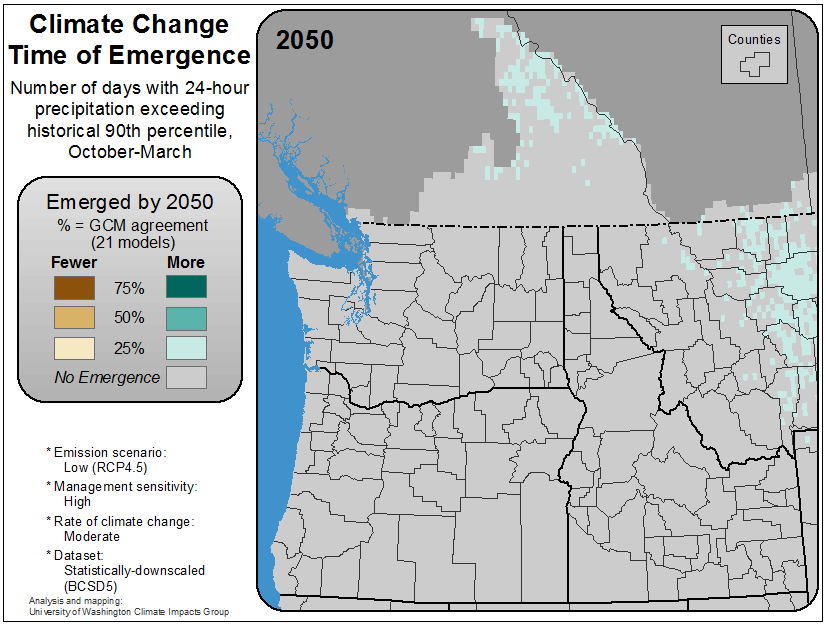 Climate Change
Time of Emergence
Number of days with 24-hour
precipitation exceeding
historical 90th percentile,
October-March
Emerged by 2050
% = GCM agreement
(21 models)
Fewer More
75%
50%
25%
No Emergence
* Emission scenario:
Low (RCP4.5)
* Management sensitivity:
High
* Rate of climate change:
Moderate
* Dataset:
Statistically-downscaled
(BCSD5)
Analysis and mapping:
University of Washington Climate Impacts Group
2050
Counties